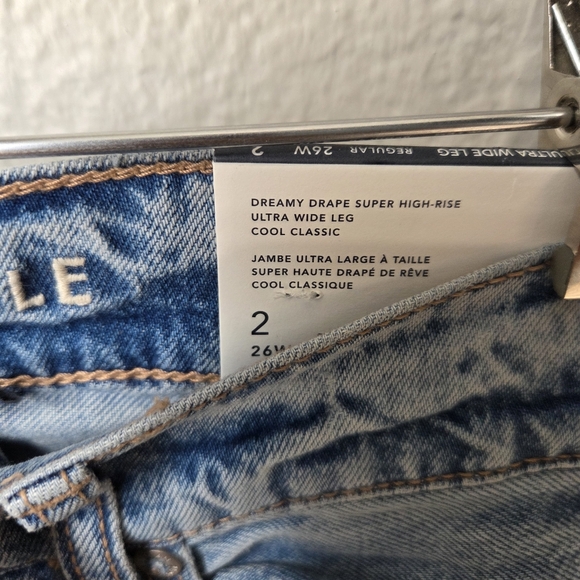 ULTRA WIDE LEG REGULAR 26W 2
DREAMY DRAPE SUPER HIGH-RISE
ULTRA WIDE LEG
COOL CLASSIC
JAMBE ULTRA LARGE À TAILLE
SUPER HAUTE DRAPÉ DE RÊVE
COOL CLASSIQUE
LE
2
26W